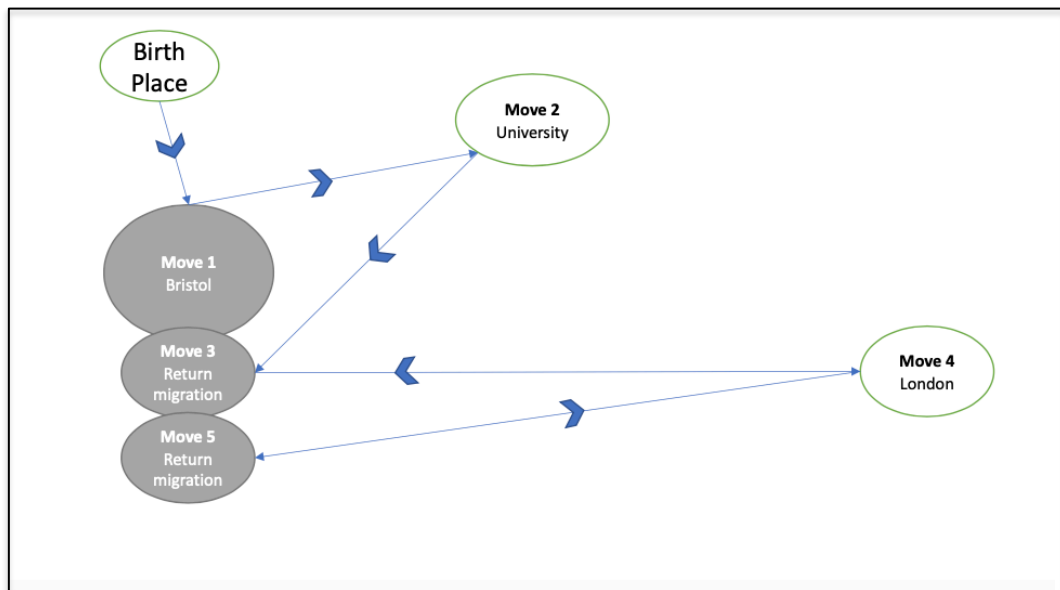 Birth
Place
Move 2
University
Move 1
Bristol
Move 3
Return
migration
Move 4
London
Move 5
Return
migration